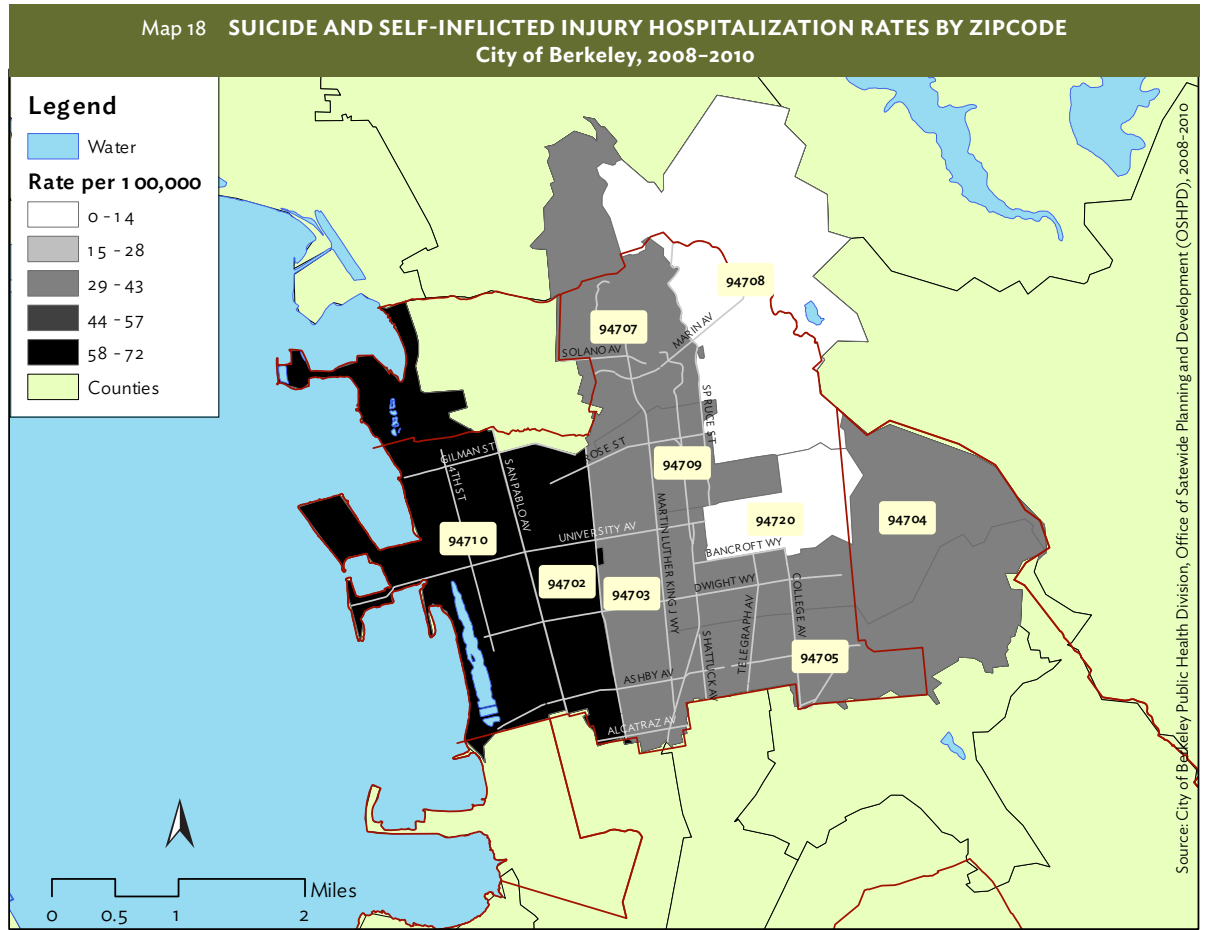 Map 18 SUICIDE AND SELF-INFLICTED INJURY HOSPITALIZATION RATES BY ZIPCODE
City of Berkeley, 2008–2010
Legend
Water
Rate per 100,000
0 - 14
15 - 28
29 - 43
44 - 57
58 - 72
Counties
94708
94707
MARIN AV
SOLANO AV
SPRUCE ST
ROSE ST
GILMAN ST
94709
4TH ST
SAN PABLO AV
MARTIN LUTHER KING J WY
94720
94704
UNIVERSITY AV
94710
BANCROFT WY
94702
94703
DWIGHT WY
COLLEGE AV
TELEGRAPH AV
SHATTUCK AV
94705
ASHBY AV
ALCATRAZ AV
Miles
0 0.5 1 2
Source: City of Berkeley Public Health Division, Office of Satewide Planning and Development (OSHPD), 2008-2010